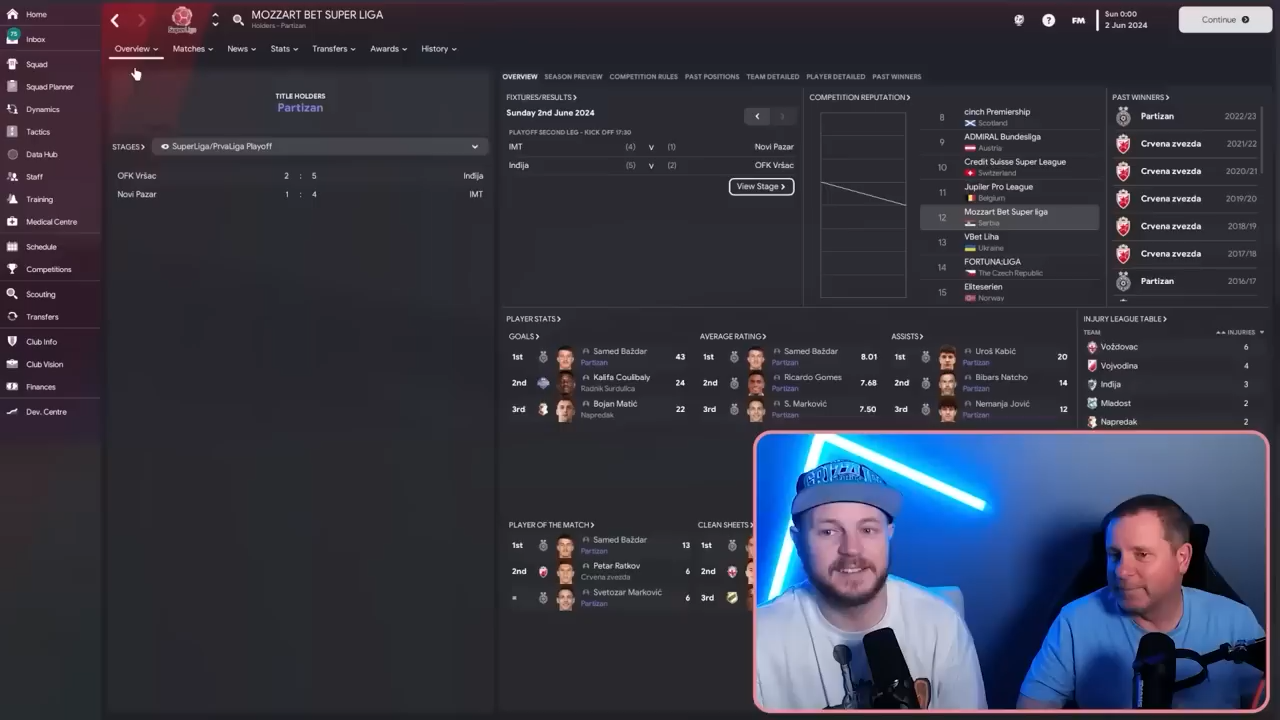 Home
75
Inbox
Squad
Squad Planner
Dynamics
Tactics
Data Hub
Staff
Training
Medical Centre
Schedule
Competitions
Scouting
Transfers
Club Info
Club Vision
Finances
Dev. Centre
SuperLiga
MOZZART BET SUPER LIGA
Holders - Partizan
FM
Sun 0:00
2 Jun 2024
Continue
Overview
Matches
News
Stats
Transfers
Awards
History
TITLE HOLDERS
Partizan
STAGES
SuperLiga/PrvaLiga Playoff
OFK Vršac 2 : 5 Inđija
Novi Pazar 1 : 4 IMT
OVERVIEW SEASON PREVIEW COMPETITION RULES PAST POSITIONS TEAM DETAILED PLAYER DETAILED PAST WINNERS
FIXTURES/RESULTS
Sunday 2nd June 2024
PLAYOFF SECOND LEG - KICK OFF 17:30
IMT (4) v (1) Novi Pazar
Inđija (5) v (2) OFK Vršac
View Stage
COMPETITION REPUTATION
8 cinch Premiership
Scotland
9 ADMIRAL Bundesliga
Austria
10 Credit Suisse Super League
Switzerland
11 Jupiler Pro League
Belgium
12 Mozzart Bet Super liga
Serbia
13 VBet Liha
Ukraine
14 FORTUNA:LIGA
The Czech Republic
15 Eliteserien
Norway
PAST WINNERS
Partizan 2022/23
Crvena zvezda 2021/22
Crvena zvezda 2020/21
Crvena zvezda 2019/20
Crvena zvezda 2018/19
Crvena zvezda 2017/18
Partizan 2016/17
PLAYER STATS
GOALS
1st Samed Baždar 43
Partizan
2nd Kalifa Coulibaly 24
Radnik Surdulica
3rd Bojan Matić 22
Napredak
AVERAGE RATING
1st Samed Baždar 8.01
Partizan
2nd Ricardo Gomes 7.68
Partizan
3rd S. Marković 7.50
Partizan
ASSISTS
1st Uroš Kabić 20
Partizan
2nd Bibars Natcho 14
Partizan
3rd Nemanja Jović 12
Partizan
INJURY LEAGUE TABLE
TEAM INJURIES
Voždovac 6
Vojvodina 4
Inđija 3
Mladost 2
Napredak 2
PLAYER OF THE MATCH
1st Samed Baždar 13
Partizan
2nd Petar Ratkov 6
Crvena zvezda
= Svetozar Marković 6
Partizan
CLEAN SHEETS
1st
2nd
3rd